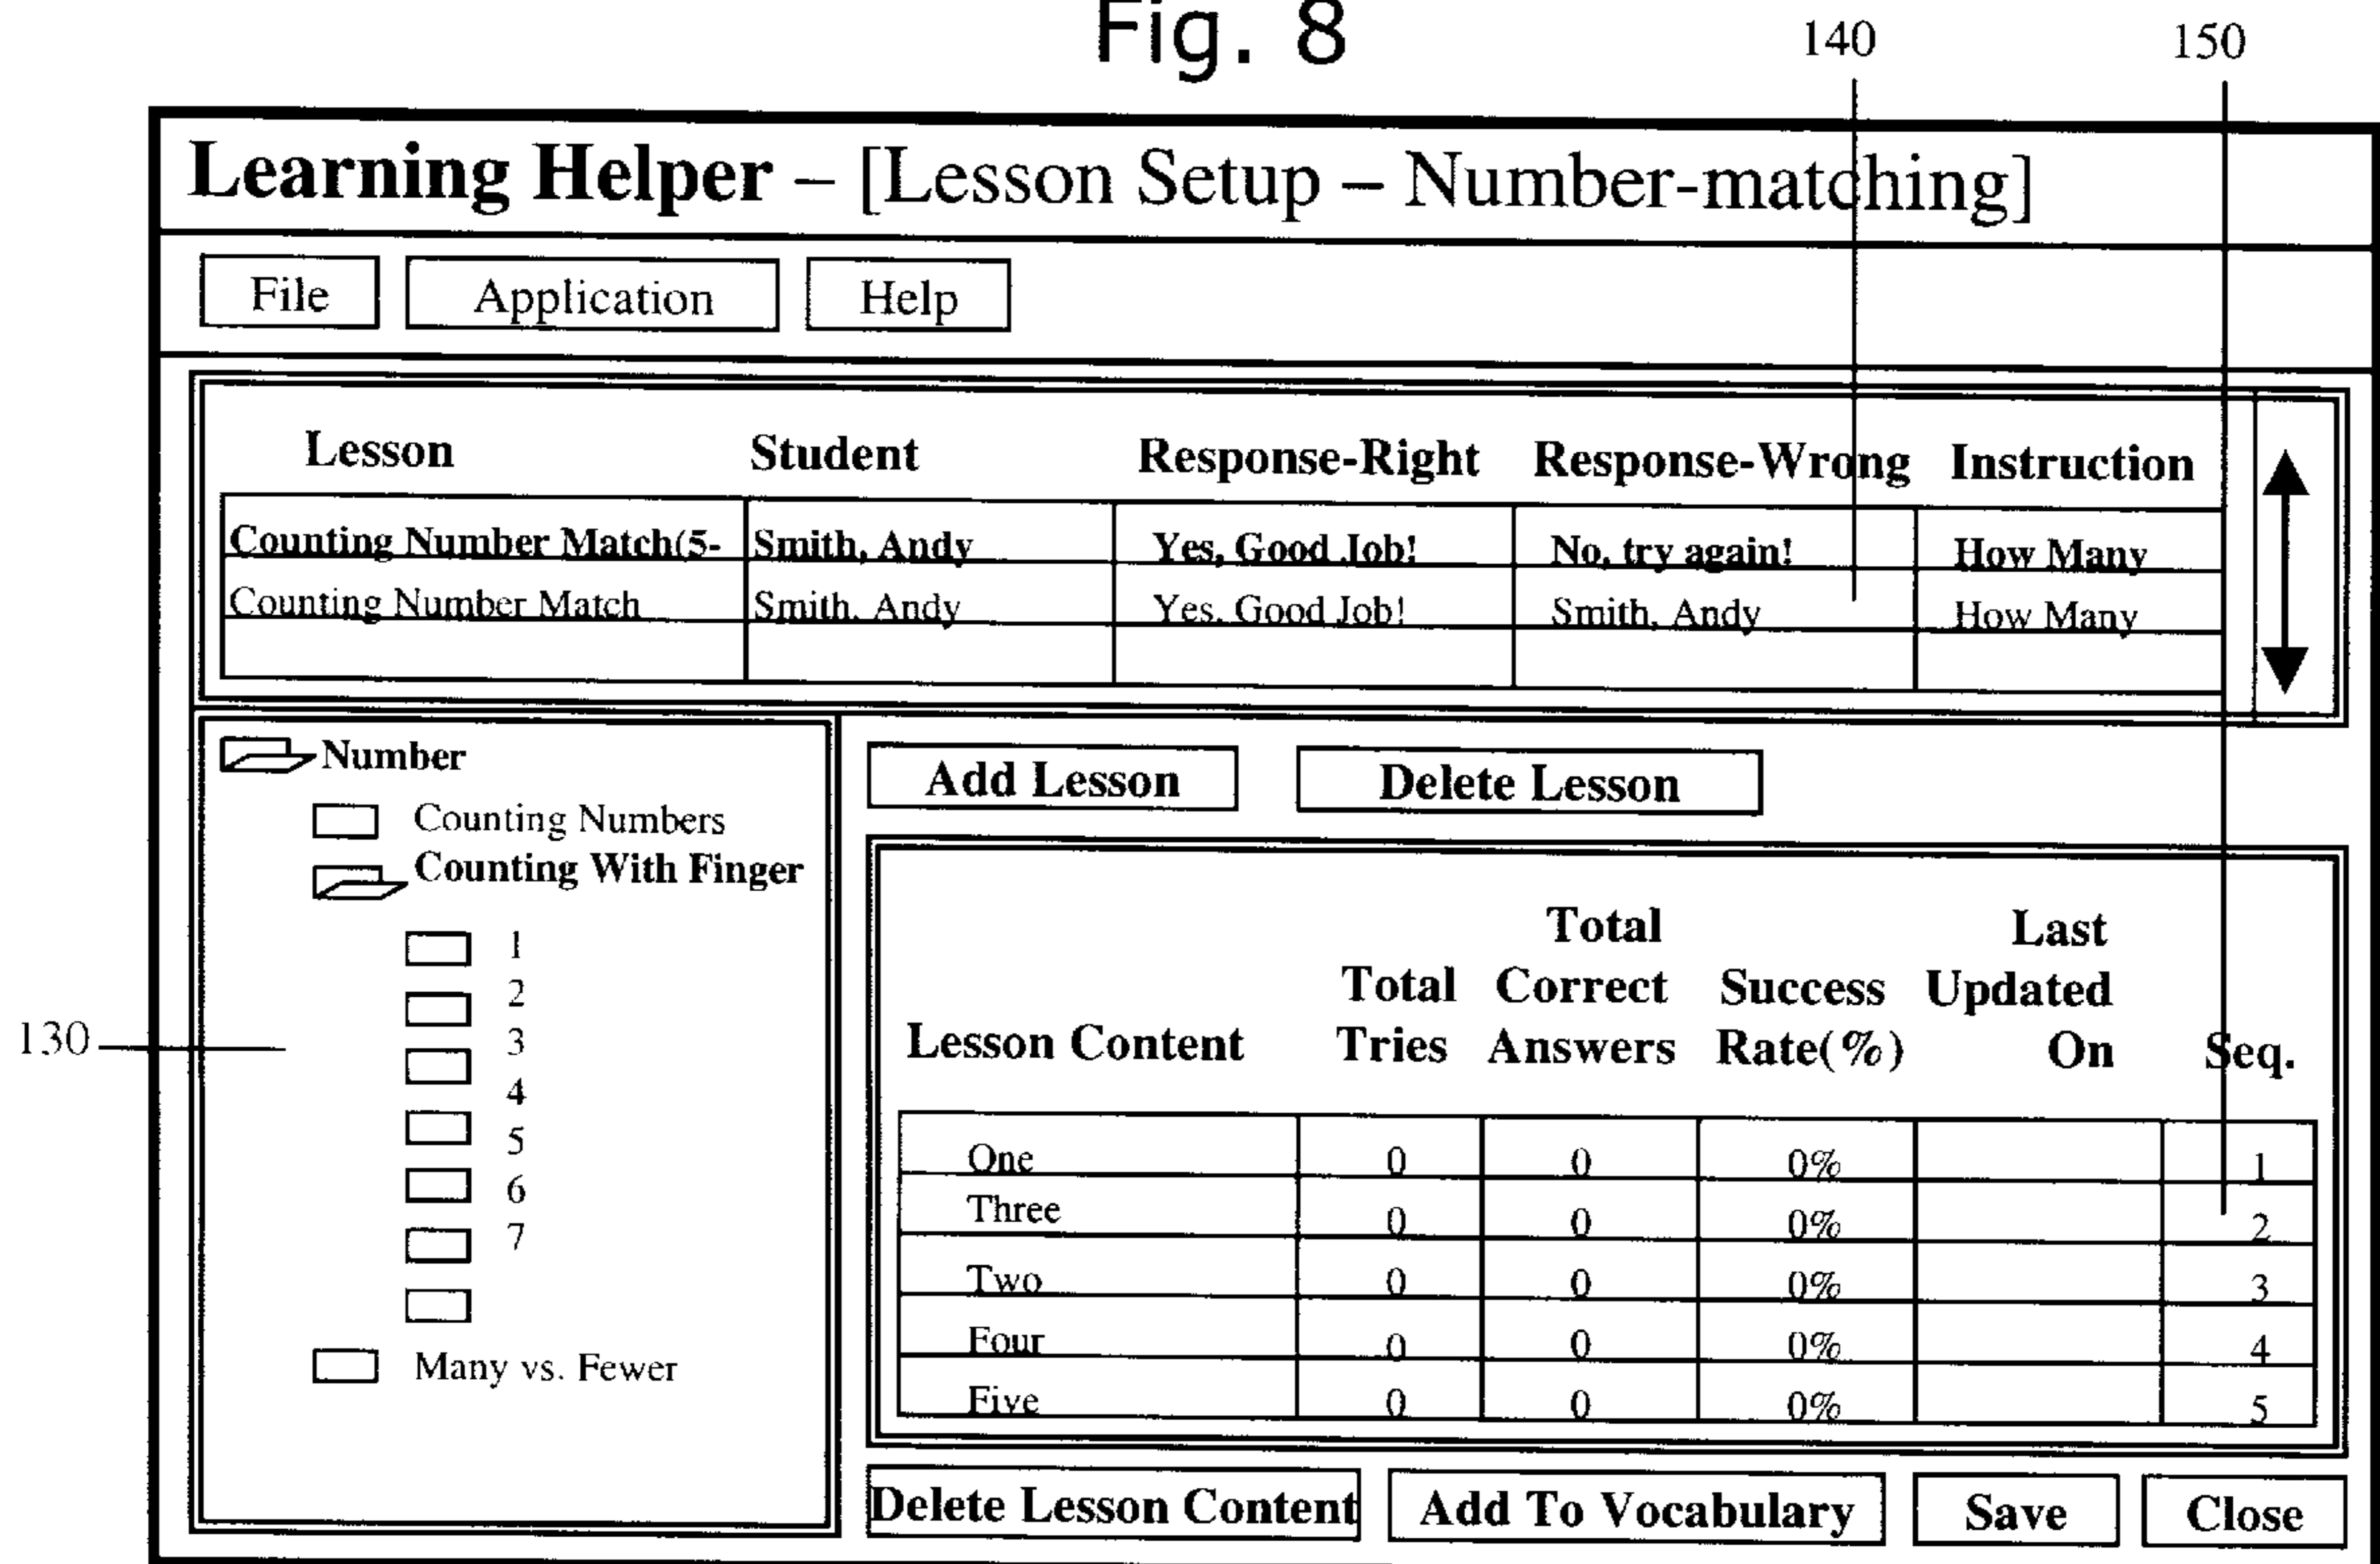 Fig. 8
140 150
Learning Helper – [Lesson Setup – Number-matching]
File Application Help
Lesson Student Response-Right Response-Wrong Instruction
Counting Number Match(5- Smith, Andy Yes, Good Job! No, try again! How Many
Counting Number Match Smith, Andy Yes, Good Job! Smith, Andy How Many
Number
Counting Numbers
Counting With Finger
1
2
3
4
5
6
7
Many vs. Fewer
130
Add Lesson Delete Lesson
Total Last
Total Correct Success Updated
Lesson Content Tries Answers Rate(%) On Seq.
One 0 0 0% 1
Three 0 0 0% 2
Two 0 0 0% 3
Four 0 0 0% 4
Five 0 0 0% 5
Delete Lesson Content Add To Vocabulary Save Close